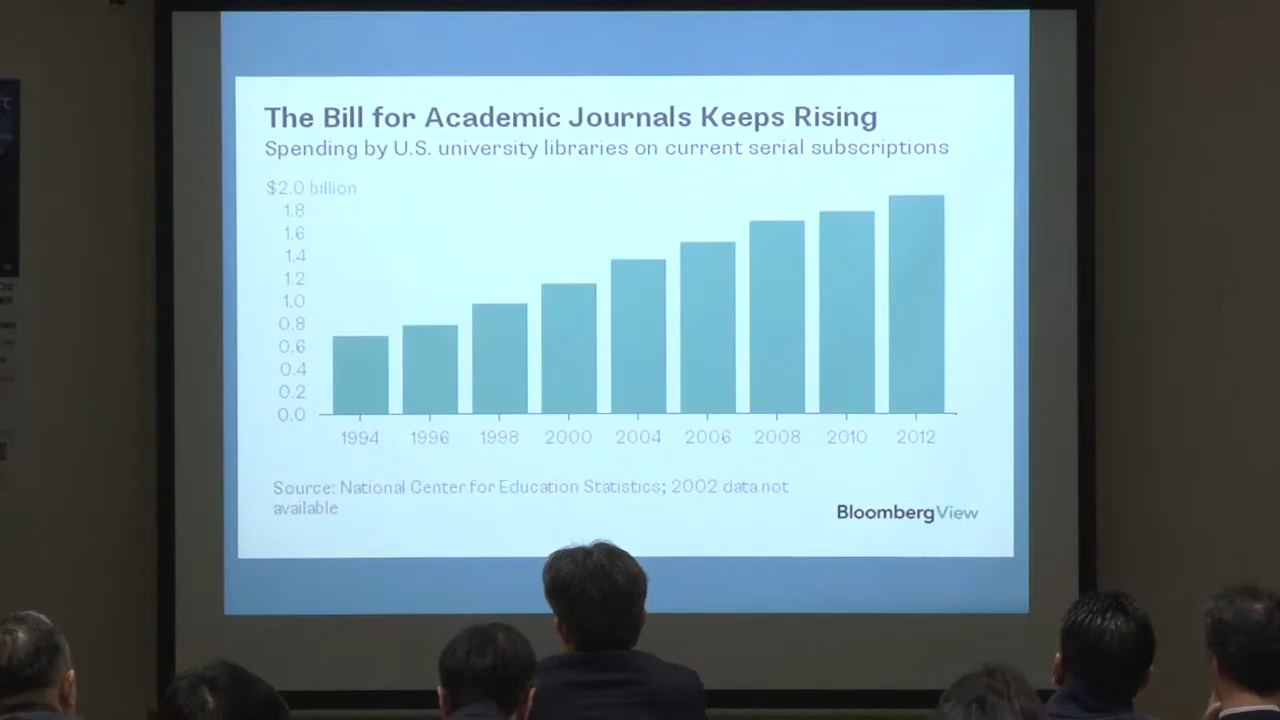 The Bill for Academic Journals Keeps Rising
Spending by U.S. university libraries on current serial subscriptions
$2.0 billion
1.8
1.6
1.4
1.2
1.0
0.8
0.6
0.4
0.2
0.0
1994 1996 1998 2000 2004 2006 2008 2010 2012
Source: National Center for Education Statistics; 2002 data not
available
BloombergView